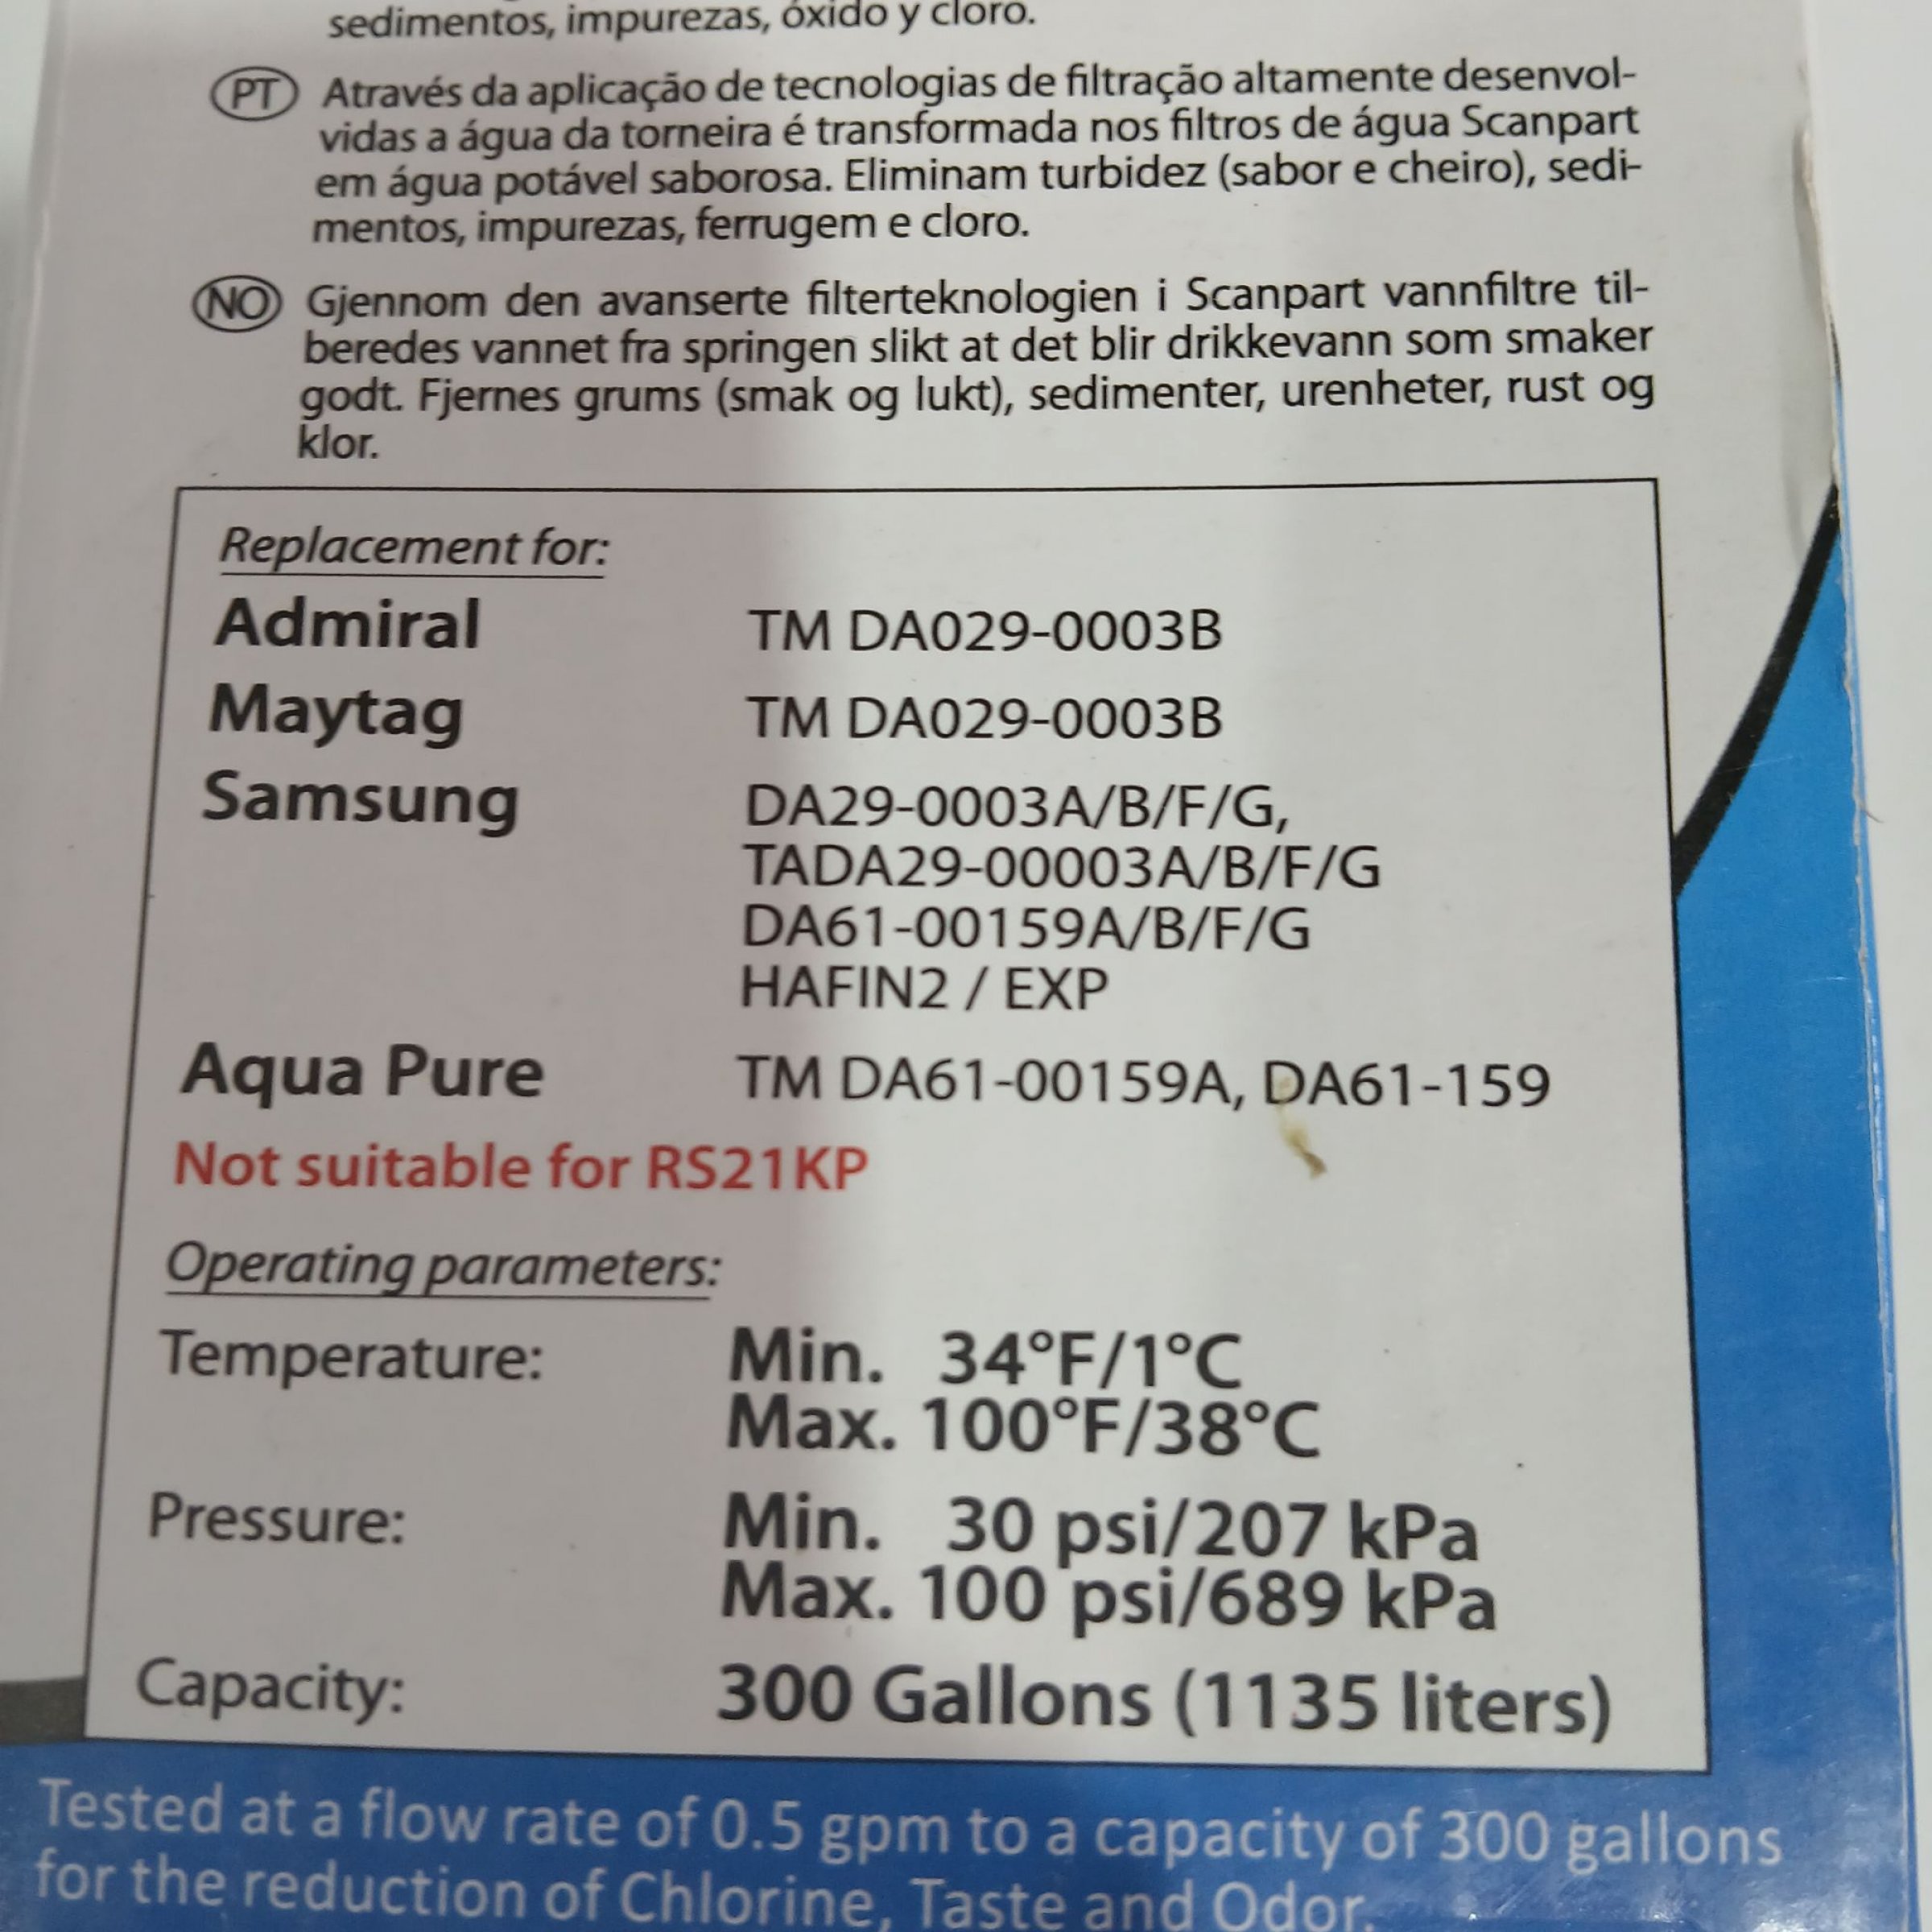 sedimentos, impurezas, óxido y cloro.
PT Através da aplicação de tecnologias de filtração altamente desenvol-
vidas a água da torneira é transformada nos filtros de água Scanpart
em água potável saborosa. Eliminam turbidez (sabor e cheiro), sedi-
mentos, impurezas, ferrugem e cloro.
NO Gjennom den avanserte filterteknologien i Scanpart vannfiltre til-
beredes vannet fra springen slikt at det blir drikkevann som smaker
godt. Fjernes grums (smak og lukt), sedimenter, urenheter, rust og
klor.
Replacement for:
Admiral TM DA029-0003B
Maytag TM DA029-0003B
Samsung DA29-0003A/B/F/G,
TADA29-00003A/B/F/G
DA61-00159A/B/F/G
HAFIN2 / EXP
Aqua Pure TM DA61-00159A, DA61-159
Not suitable for RS21KP
Operating parameters:
Temperature: Min. 34°F/1°C
Max. 100°F/38°C
Pressure: Min. 30 psi/207 kPa
Max. 100 psi/689 kPa
Capacity: 300 Gallons (1135 liters)
Tested at a flow rate of 0.5 gpm to a capacity of 300 gallons
for the reduction of Chlorine, Taste and Odor.